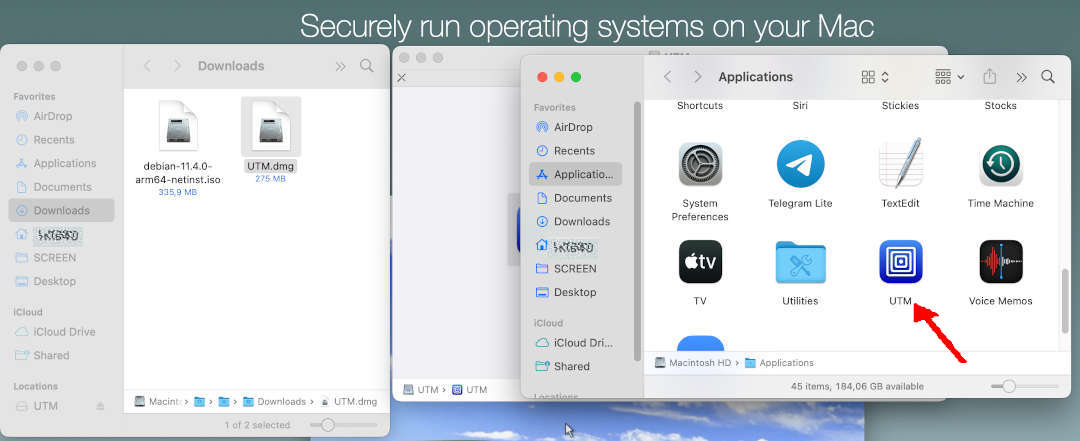 Securely run operating systems on your Mac
Downloads
Favorites
AirDrop
Recents
Applications
Documents
Downloads
SCREEN
Desktop
iCloud
iCloud Drive
Shared
Locations
UTM
debian-11.4.0-
arm64-netinst.iso
335,9 MB
UTM.dmg
275 MB
Macint Downloads UTM.dmg
1 of 2 selected
UTM
UTM › UTM
Applications
Favorites
AirDrop
Recents
Applicatio...
Documents
Downloads
SCREEN
Desktop
iCloud
iCloud Dri...
Shared
Locations
Shortcuts Siri Stickies Stocks
System
Preferences
Telegram Lite
TextEdit
Time Machine
tv
TV Utilities UTM Voice Memos
Macintosh HD › Applications
45 items, 184,06 GB available